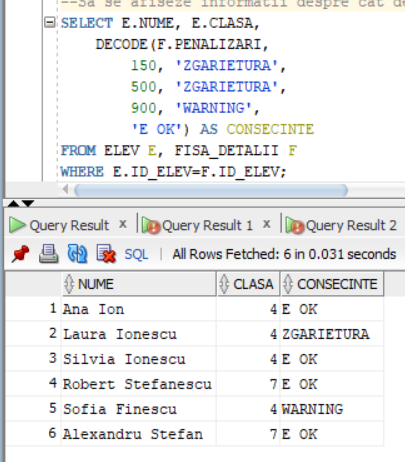 --Sa se afiseze informatii despre cat de
SELECT E.NUME, E.CLASA,
DECODE(F.PENALIZARI,
150, 'ZGARIETURA',
500, 'ZGARIETURA',
900, 'WARNING',
'E OK') AS CONSECINTE
FROM ELEV E, FISA_DETALII F
WHERE E.ID_ELEV=F.ID_ELEV;
Query Result x Query Result 1 x Query Result 2
SQL | All Rows Fetched: 6 in 0.031 seconds
NUME CLASA CONSECINTE
1 Ana Ion 4 E OK
2 Laura Ionescu 4 ZGARIETURA
3 Silvia Ionescu 4 E OK
4 Robert Stefanescu 7 E OK
5 Sofia Finescu 4 WARNING
6 Alexandru Stefan 7 E OK